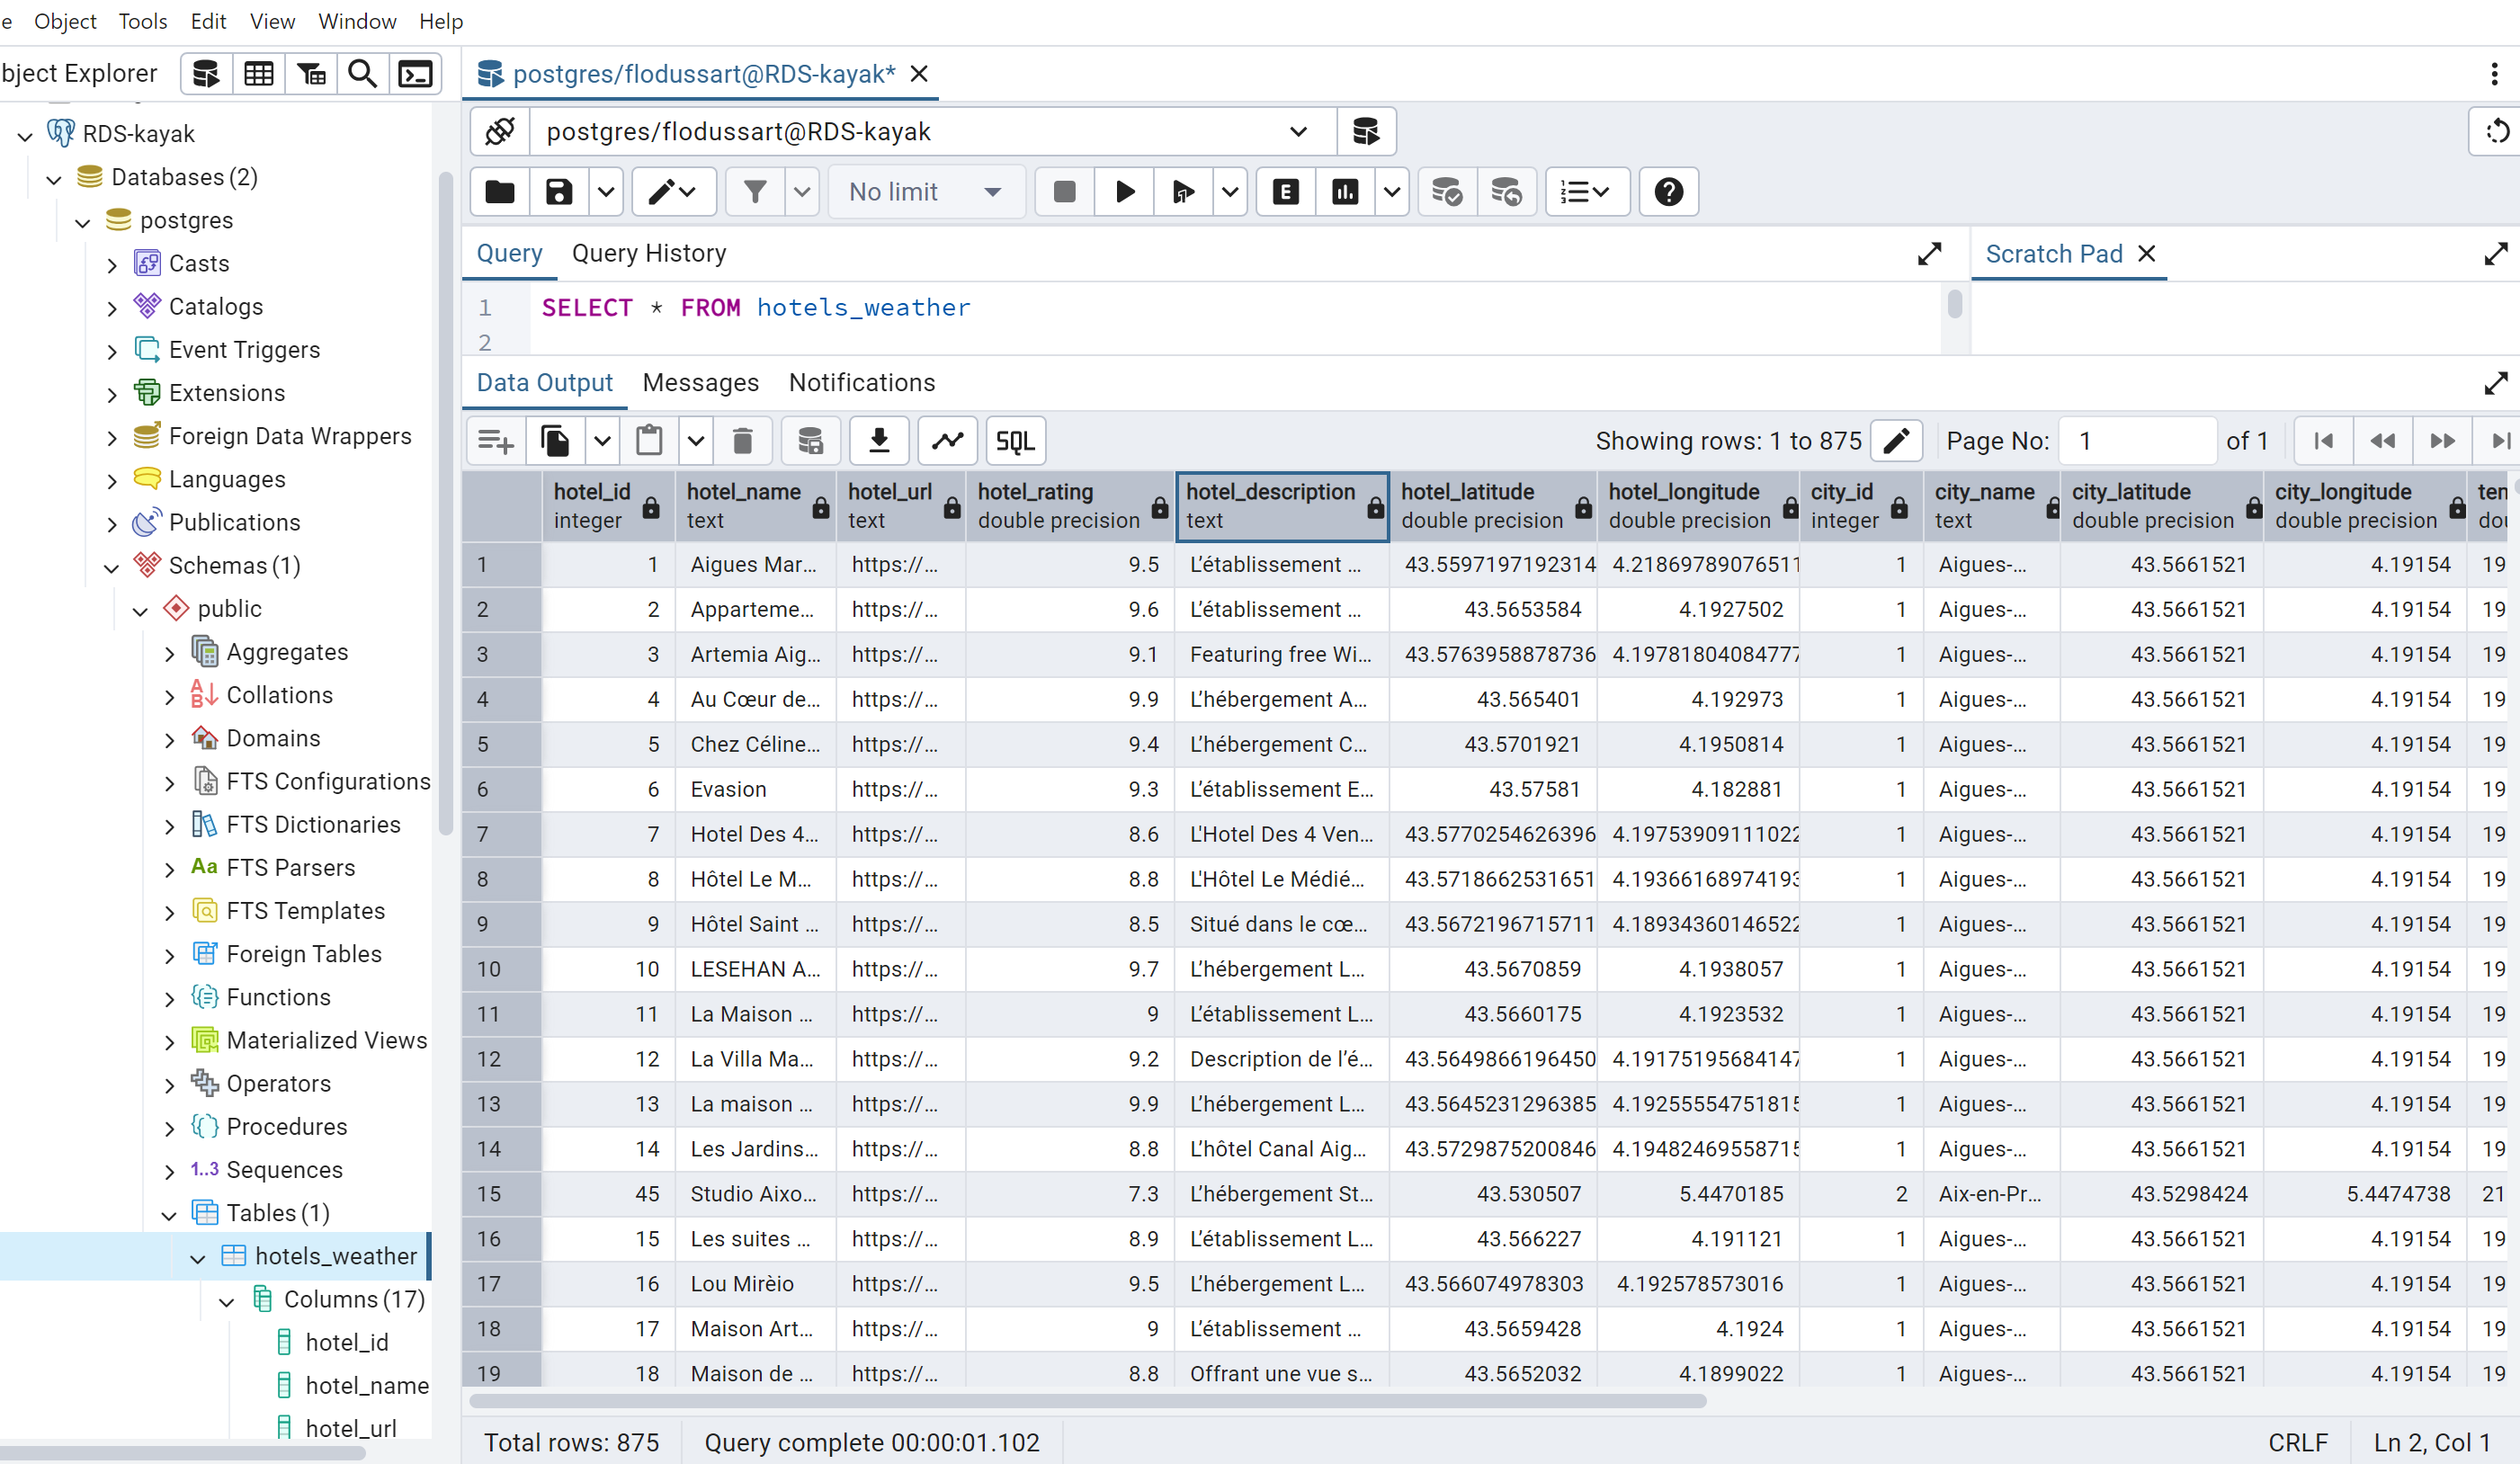 e Object Tools Edit View Window Help
bject Explorer
postgres/flodussart@RDS-kayak*
RDS-kayak
postgres/flodussart@RDS-kayak
Databases (2)
No limit
E
postgres
Casts
Query Query History
Scratch Pad
Catalogs
1 SELECT * FROM hotels_weather
2
Event Triggers
Extensions
Data Output Messages Notifications
Foreign Data Wrappers
SQL
Showing rows: 1 to 875
Page No: 1 of 1
Languages
Publications
Schemas (1)
public
Aggregates
Collations
Domains
FTS Configurations
FTS Dictionaries
Aa FTS Parsers
FTS Templates
Foreign Tables
Functions
Materialized Views
Operators
Procedures
1..3 Sequences
Tables (1)
hotels_weather
Columns (17)
hotel_id
hotel_name
hotel_url
hotel_id hotel_name hotel_url hotel_rating hotel_description hotel_latitude hotel_longitude city_id city_name city_latitude city_longitude ten
integer text text double precision text double precision double precision integer text double precision double precision dou
1 1 Aigues Mar... https://... 9.5 L’établissement ... 43.5597197192314 4.21869789076511 1 Aigues-... 43.5661521 4.19154 19
2 2 Apparteme... https://... 9.6 L’établissement ... 43.5653584 4.1927502 1 Aigues-... 43.5661521 4.19154 19
3 3 Artemia Aig... https://... 9.1 Featuring free Wi... 43.5763958878736 4.19781804084777 1 Aigues-... 43.5661521 4.19154 19
4 4 Au Cœur de... https://... 9.9 L’hébergement A... 43.565401 4.192973 1 Aigues-... 43.5661521 4.19154 19
5 5 Chez Céline... https://... 9.4 L’hébergement C... 43.5701921 4.1950814 1 Aigues-... 43.5661521 4.19154 19
6 6 Evasion https://... 9.3 L’établissement E... 43.57581 4.182881 1 Aigues-... 43.5661521 4.19154 19
7 7 Hotel Des 4... https://... 8.6 L'Hotel Des 4 Ven... 43.5770254626396 4.19753909111022 1 Aigues-... 43.5661521 4.19154 19
8 8 Hôtel Le M... https://... 8.8 L'Hôtel Le Médié... 43.5718662531651 4.19366168974193 1 Aigues-... 43.5661521 4.19154 19
9 9 Hôtel Saint ... https://... 8.5 Situé dans le cœ... 43.5672196715711 4.18934360146522 1 Aigues-... 43.5661521 4.19154 19
10 10 LESEHAN A... https://... 9.7 L’hébergement L... 43.5670859 4.1938057 1 Aigues-... 43.5661521 4.19154 19
11 11 La Maison ... https://... 9 L’établissement L... 43.5660175 4.1923532 1 Aigues-... 43.5661521 4.19154 19
12 12 La Villa Ma... https://... 9.2 Description de l’é... 43.5649866196450 4.19175195684147 1 Aigues-... 43.5661521 4.19154 19
13 13 La maison ... https://... 9.9 L’hébergement L... 43.5645231296385 4.19255554751815 1 Aigues-... 43.5661521 4.19154 19
14 14 Les Jardins... https://... 8.8 L’hôtel Canal Aig... 43.5729875200846 4.19482469558715 1 Aigues-... 43.5661521 4.19154 19
15 45 Studio Aixo... https://... 7.3 L’hébergement St... 43.530507 5.4470185 2 Aix-en-Pr... 43.5298424 5.4474738 21
16 15 Les suites ... https://... 8.9 L’établissement L... 43.566227 4.191121 1 Aigues-... 43.5661521 4.19154 19
17 16 Lou Mirèio https://... 9.5 L’hébergement L... 43.566074978303 4.192578573016 1 Aigues-... 43.5661521 4.19154 19
18 17 Maison Art... https://... 9 L’établissement ... 43.5659428 4.1924 1 Aigues-... 43.5661521 4.19154 19
19 18 Maison de ... https://... 8.8 Offrant une vue s... 43.5652032 4.1899022 1 Aigues-... 43.5661521 4.19154 19
Total rows: 875 Query complete 00:00:01.102 CRLF Ln 2, Col 1